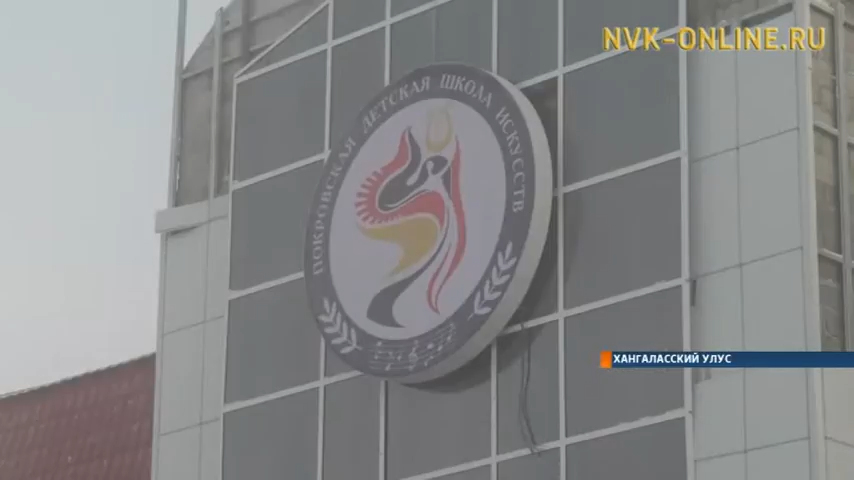 NVK-ONLINE.RU
ПОКРОВСКАЯ ДЕТСКАЯ ШКОЛА ИСКУССТВ
ХАНГАЛАССКИЙ УЛУС